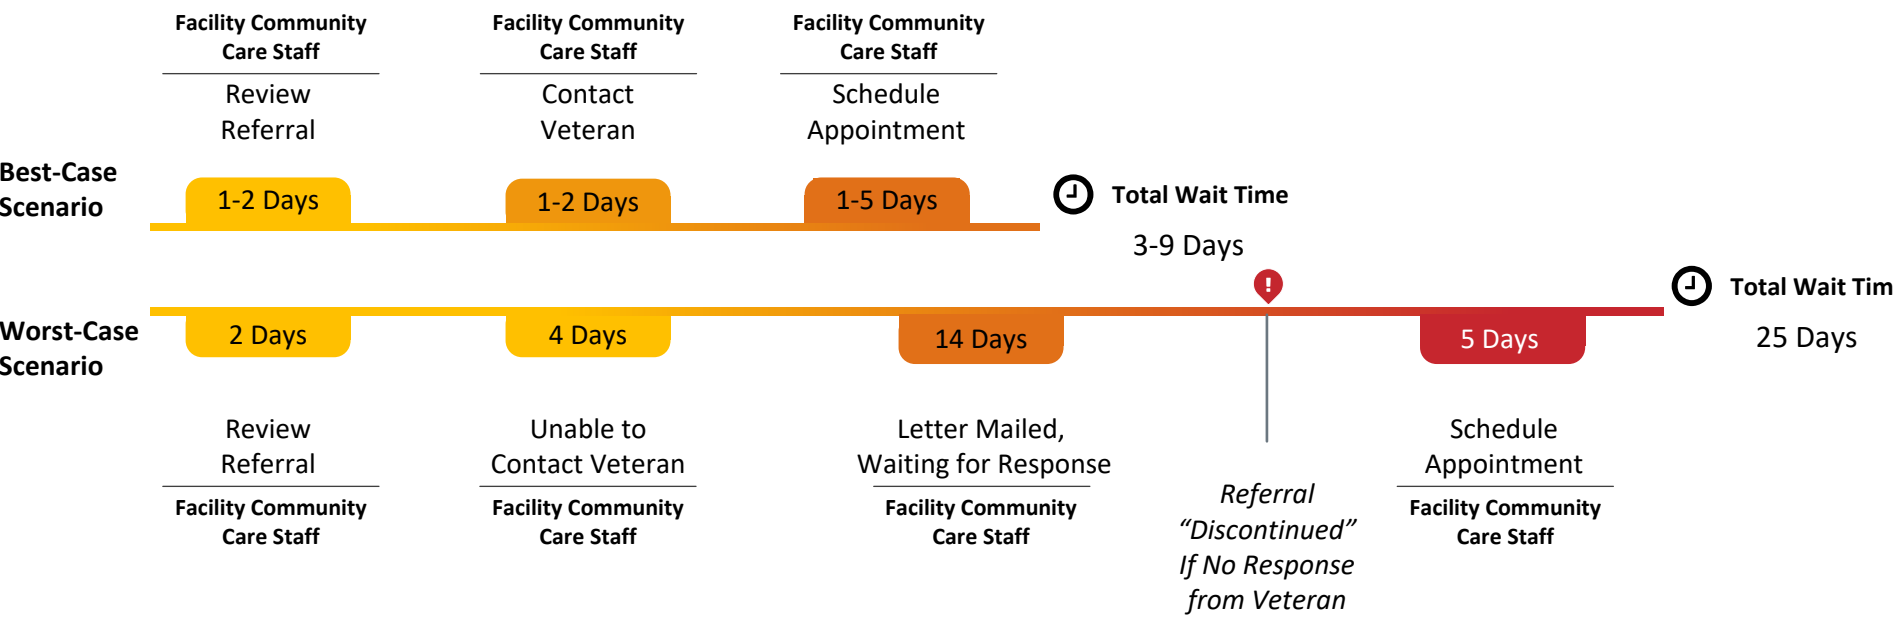 Facility Community
Care Staff
Review
Referral
Facility Community
Care Staff
Contact
Veteran
Facility Community
Care Staff
Schedule
Appointment
Best-Case
Scenario
1-2 Days
1-2 Days
1-5 Days
Total Wait Time
3-9 Days
!
Total Wait Tim
25 Days
Worst-Case
Scenario
2 Days
4 Days
14 Days
5 Days
Review
Referral
Facility Community
Care Staff
Unable to
Contact Veteran
Facility Community
Care Staff
Letter Mailed,
Waiting for Response
Facility Community
Care Staff
Referral
“Discontinued”
If No Response
from Veteran
Schedule
Appointment
Facility Community
Care Staff